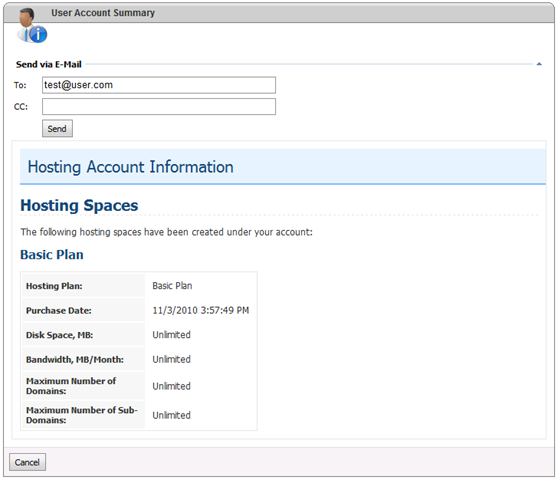 User Account Summary
Send via E-Mail
To: test@user.com
CC:
Send
Hosting Account Information
Hosting Spaces
The following hosting spaces have been created under your account:
Basic Plan
Hosting Plan: Basic Plan
Purchase Date: 11/3/2010 3:57:49 PM
Disk Space, MB: Unlimited
Bandwidth, MB/Month: Unlimited
Maximum Number of
Domains: Unlimited
Maximum Number of Sub-
Domains: Unlimited
Cancel